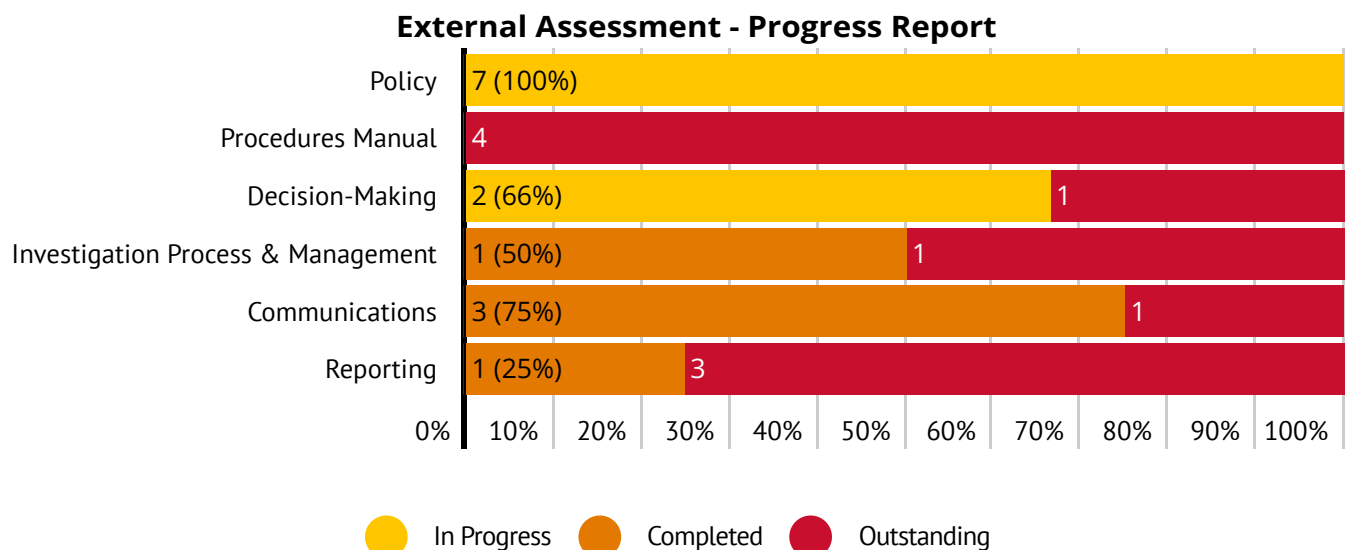 External Assessment - Progress Report
Policy 7 (100%)
Procedures Manual 4
Decision-Making 2 (66%) 1
Investigation Process & Management 1 (50%) 1
Communications 3 (75%) 1
Reporting 1 (25%) 3
0% 10% 20% 30% 40% 50% 60% 70% 80% 90% 100%
In Progress Completed Outstanding